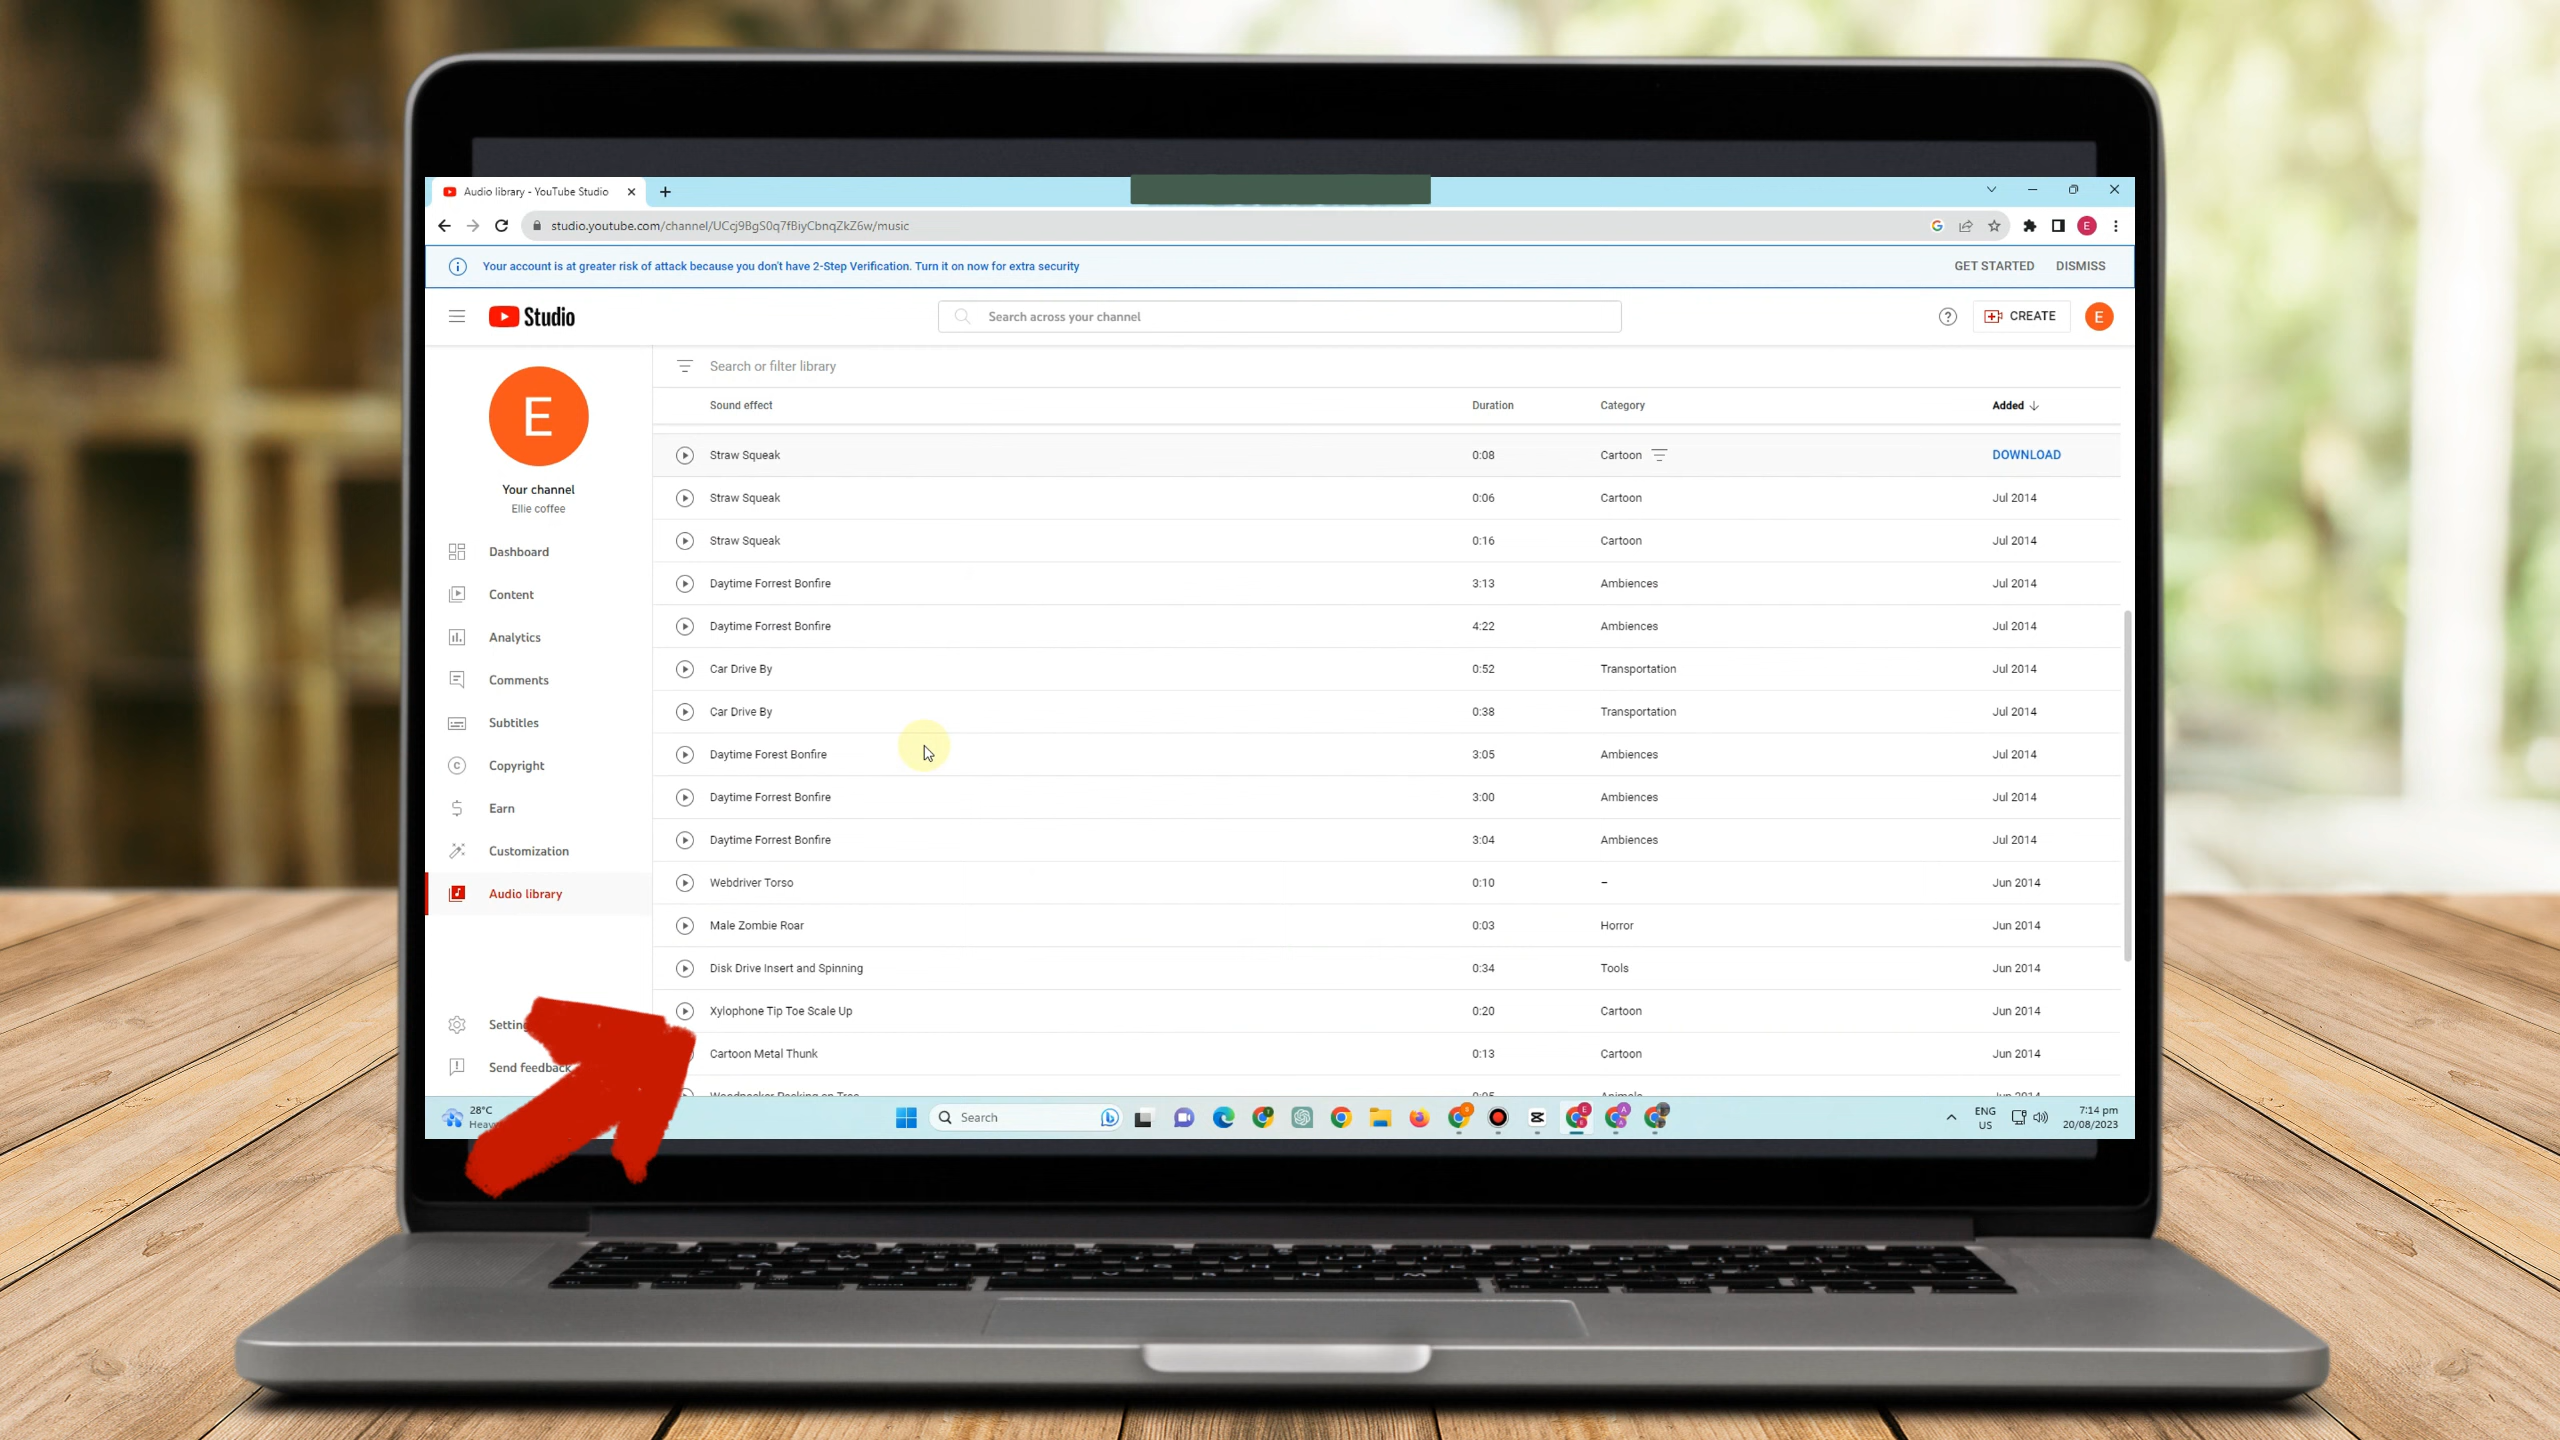 Audio library - YouTube Studio
studio.youtube.com/channel/UCcj9BgS0q7fBiyCbnqZkZ6w/music
G
E
Your account is at greater risk of attack because you don't have 2-Step Verification. Turn it on now for extra security
GET STARTED DISMISS
Studio
Search across your channel
?
CREATE
E
E
Your channel
Ellie coffee
Dashboard
Content
Analytics
Comments
Subtitles
Copyright
Earn
Customization
Audio library
Send feedback
Search or filter library
Sound effect Duration Category Added
Straw Squeak 0:08 Cartoon DOWNLOAD
Straw Squeak 0:06 Cartoon Jul 2014
Straw Squeak 0:16 Cartoon Jul 2014
Daytime Forrest Bonfire 3:13 Ambiences Jul 2014
Daytime Forrest Bonfire 4:22 Ambiences Jul 2014
Car Drive By 0:52 Transportation Jul 2014
Car Drive By 0:38 Transportation Jul 2014
Daytime Forest Bonfire 3:05 Ambiences Jul 2014
Daytime Forrest Bonfire 3:00 Ambiences Jul 2014
Daytime Forrest Bonfire 3:04 Ambiences Jul 2014
Webdriver Torso 0:10 – Jun 2014
Male Zombie Roar 0:03 Horror Jun 2014
Disk Drive Insert and Spinning 0:34 Tools Jun 2014
Xylophone Tip Toe Scale Up 0:20 Cartoon Jun 2014
Cartoon Metal Thunk 0:13 Cartoon Jun 2014
28°C
Search
ENG
US
7:14 pm
20/08/2023